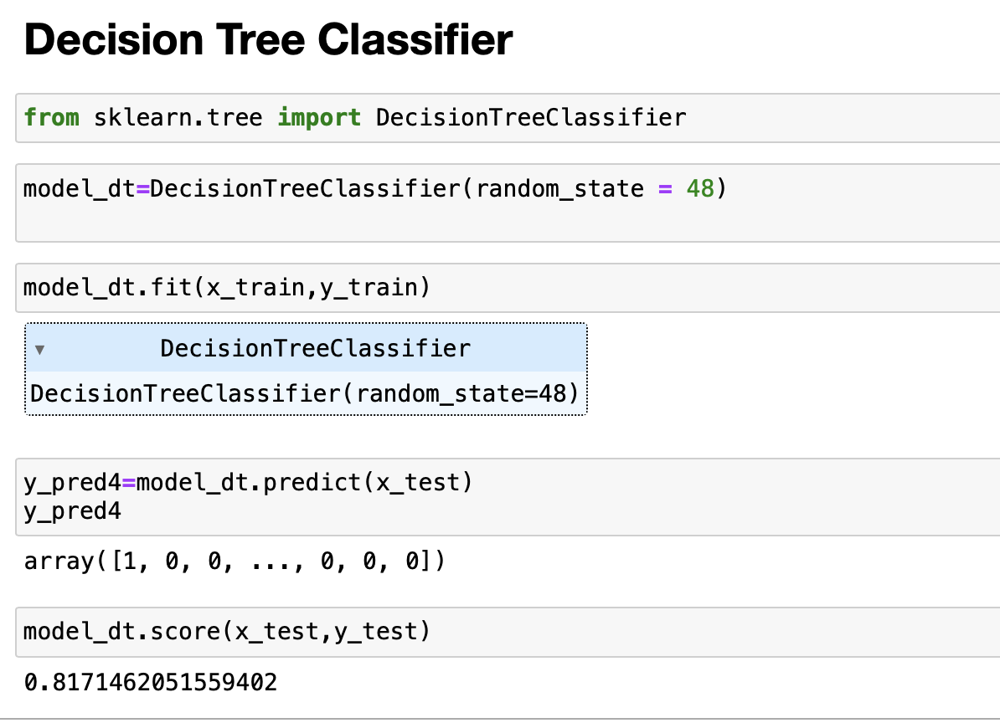 Decision Tree Classifier
from sklearn.tree import DecisionTreeClassifier
model_dt=DecisionTreeClassifier(random_state = 48)
model_dt.fit(x_train,y_train)
▼ DecisionTreeClassifier
DecisionTreeClassifier(random_state=48)
y_pred4=model_dt.predict(x_test)
y_pred4
array([1, 0, 0, ..., 0, 0, 0])
model_dt.score(x_test,y_test)
0.8171462051559402